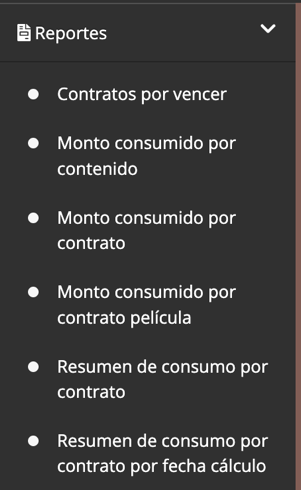 Reportes
Contratos por vencer
Monto consumido por
contenido
Monto consumido por
contrato
Monto consumido por
contrato película
Resumen de consumo por
contrato
Resumen de consumo por
contrato por fecha cálculo